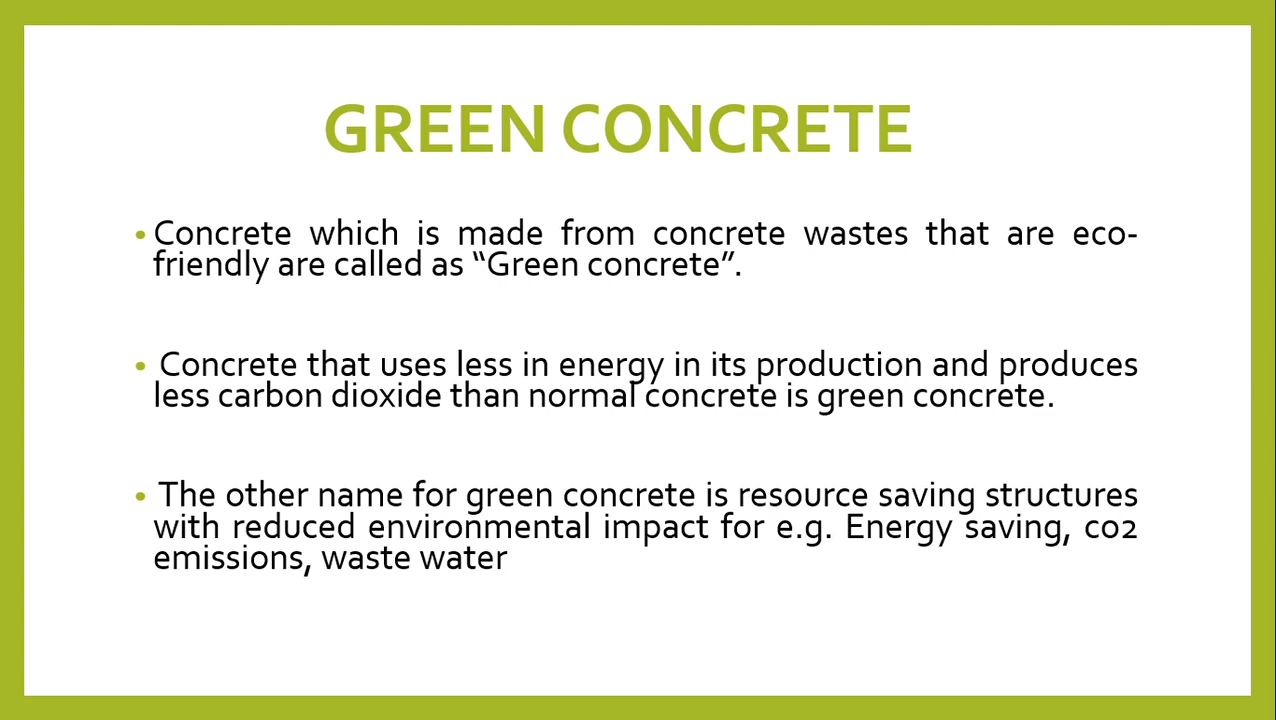 GREEN CONCRETE
• Concrete which is made from concrete wastes that are eco-
friendly are called as “Green concrete”.
• Concrete that uses less in energy in its production and produces
less carbon dioxide than normal concrete is green concrete.
• The other name for green concrete is resource saving structures
with reduced environmental impact for e.g. Energy saving, co2
emissions, waste water